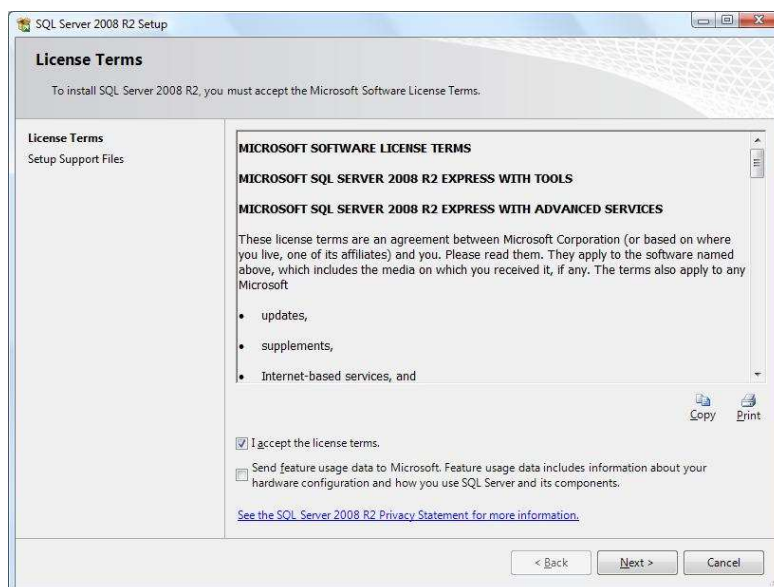 SQL Server 2008 R2 Setup
License Terms
To install SQL Server 2008 R2, you must accept the Microsoft Software License Terms.
License Terms
Setup Support Files
MICROSOFT SOFTWARE LICENSE TERMS
MICROSOFT SQL SERVER 2008 R2 EXPRESS WITH TOOLS
MICROSOFT SQL SERVER 2008 R2 EXPRESS WITH ADVANCED SERVICES
These license terms are an agreement between Microsoft Corporation (or based on where
you live, one of its affiliates) and you. Please read them. They apply to the software named
above, which includes the media on which you received it, if any. The terms also apply to any
Microsoft
• updates,
• supplements,
• Internet-based services, and
Copy Print
I accept the license terms.
Send feature usage data to Microsoft. Feature usage data includes information about your
hardware configuration and how you use SQL Server and its components.
See the SQL Server 2008 R2 Privacy Statement for more information.
< Back Next > Cancel